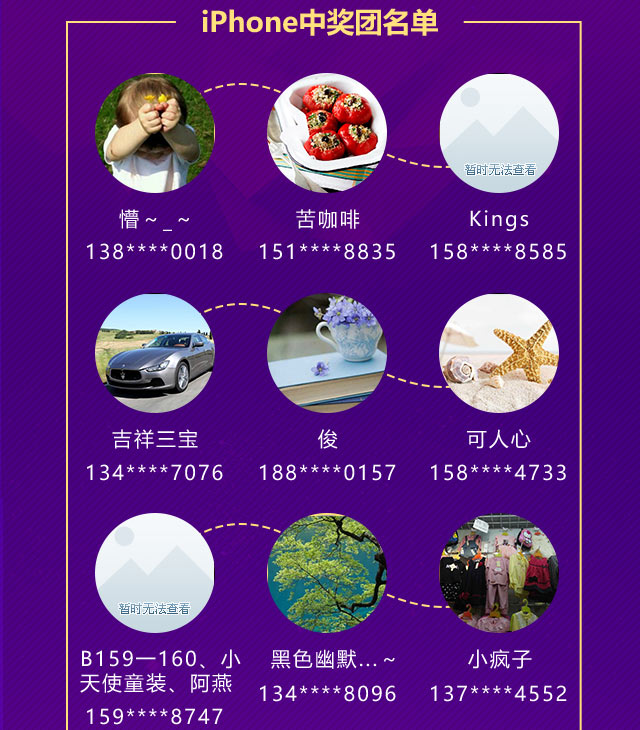 iPhone中奖团名单
暂时无法查看
懵～_～
苦咖啡
Kings
138****0018
151****8835
158****8585
吉祥三宝
俊
可人心
134****7076
188****0157
158****4733
暂时无法查看
B159一160、小
天使童装、阿燕
159****8747
黑色幽默...～
134****8096
小疯子
137****4552